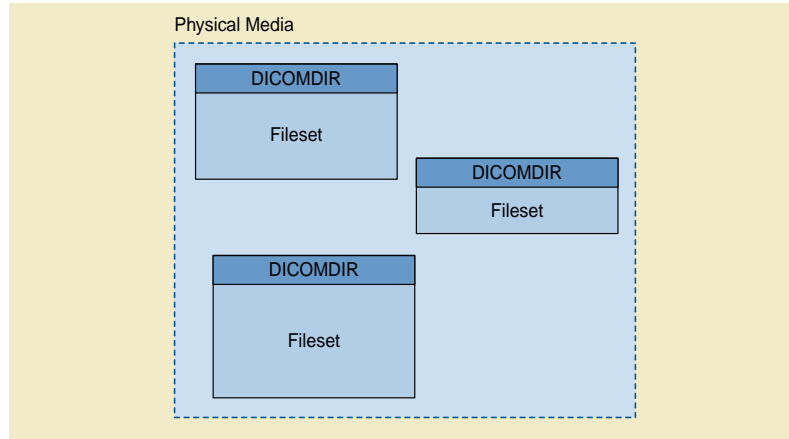 Physical Media
DICOMDIR
Fileset
DICOMDIR
Fileset
DICOMDIR
Fileset